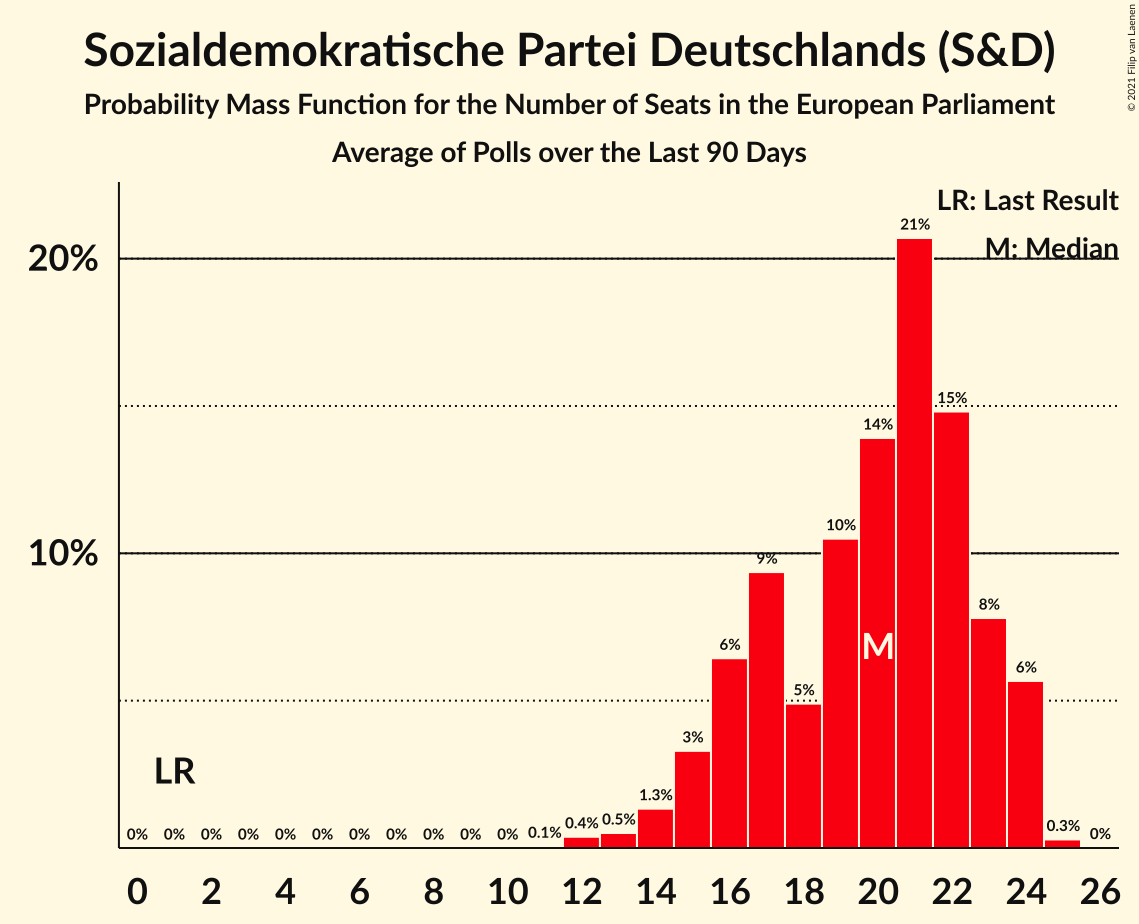 Sozialdemokratische Partei Deutschlands (S&D)
Probability Mass Function for the Number of Seats in the European Parliament
Average of Polls over the Last 90 Days
© 2021 Filip van Laenen
LR: Last Result
M: Median
20%
10%
21%
15%
14%
10%
9%
8%
6%
6%
5%
3%
1.3%
0% 0% 0% 0% 0% 0% 0% 0% 0% 0% 0% 0.1% 0.4% 0.5% 0.3% 0%
M
LR
0 2 4 6 8 10 12 14 16 18 20 22 24 26